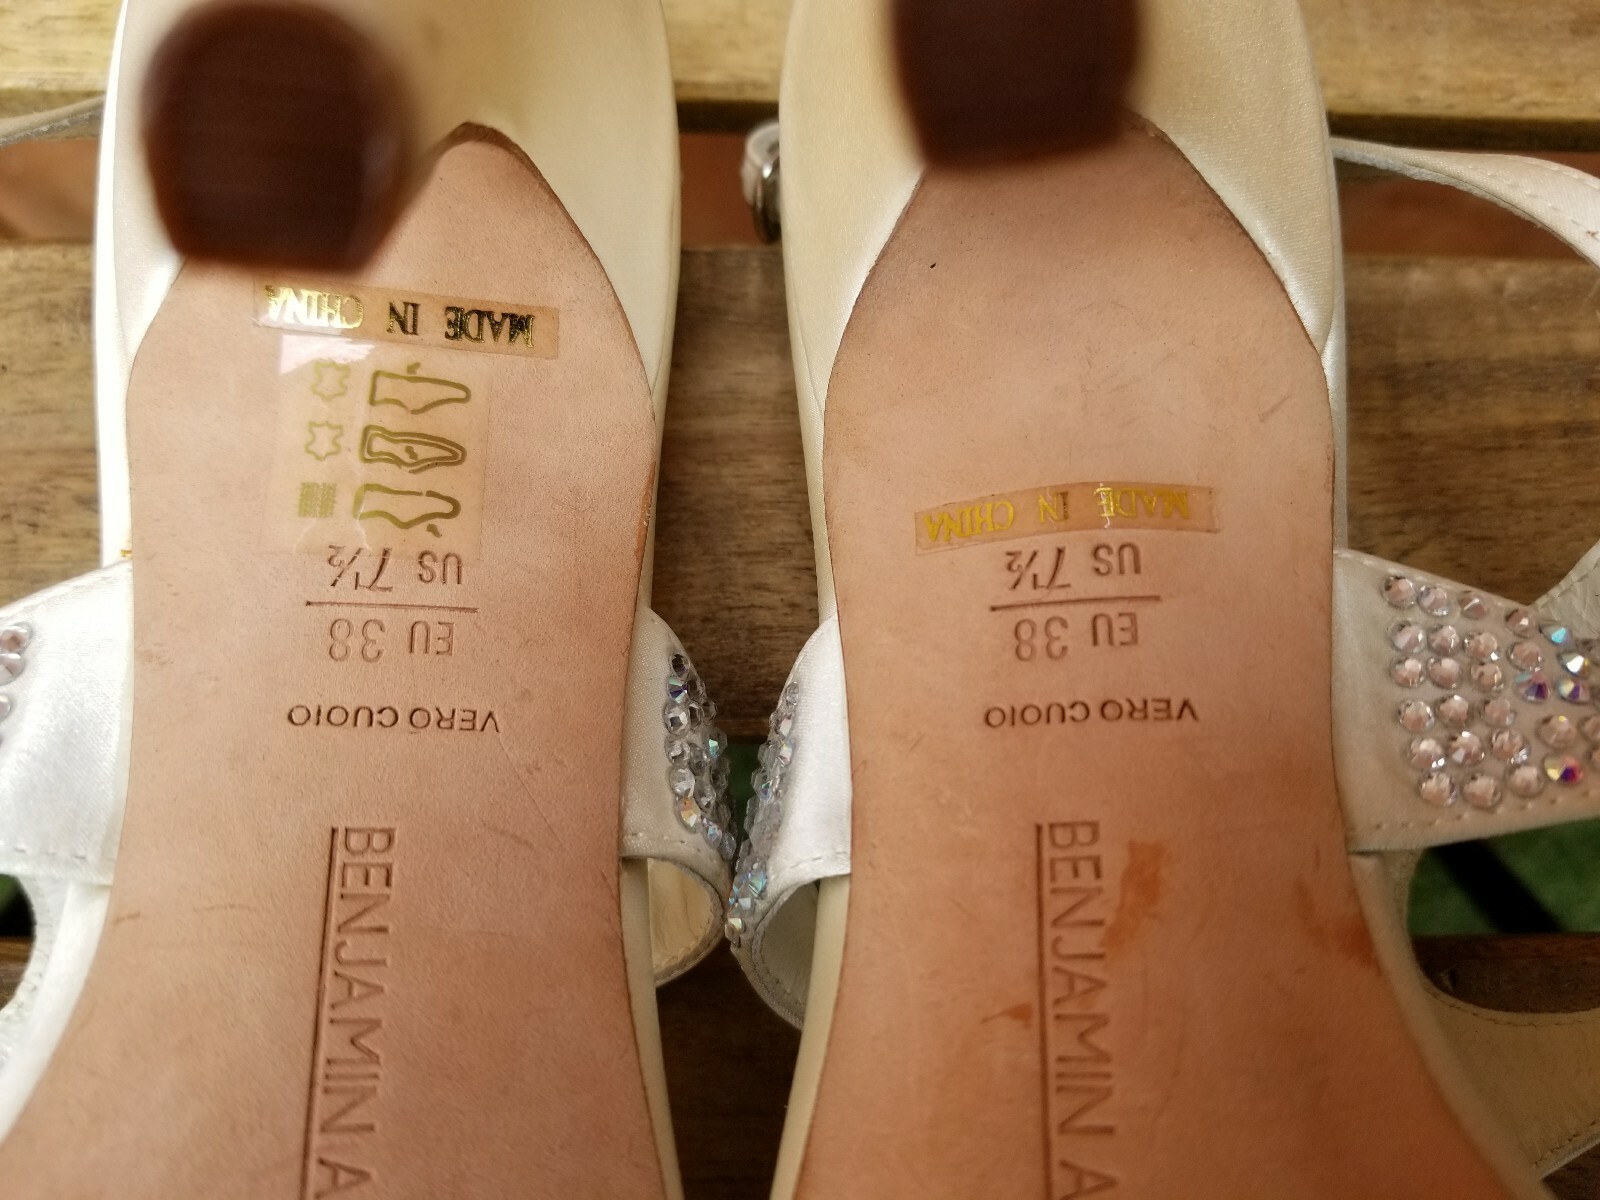 MADE IN CHINA
US 7½
EU 38
VERO CUOIO
BENJAMIN A
MADE IN CHINA
US 7½
EU 38
VERO CUOIO
BENJAMIN A